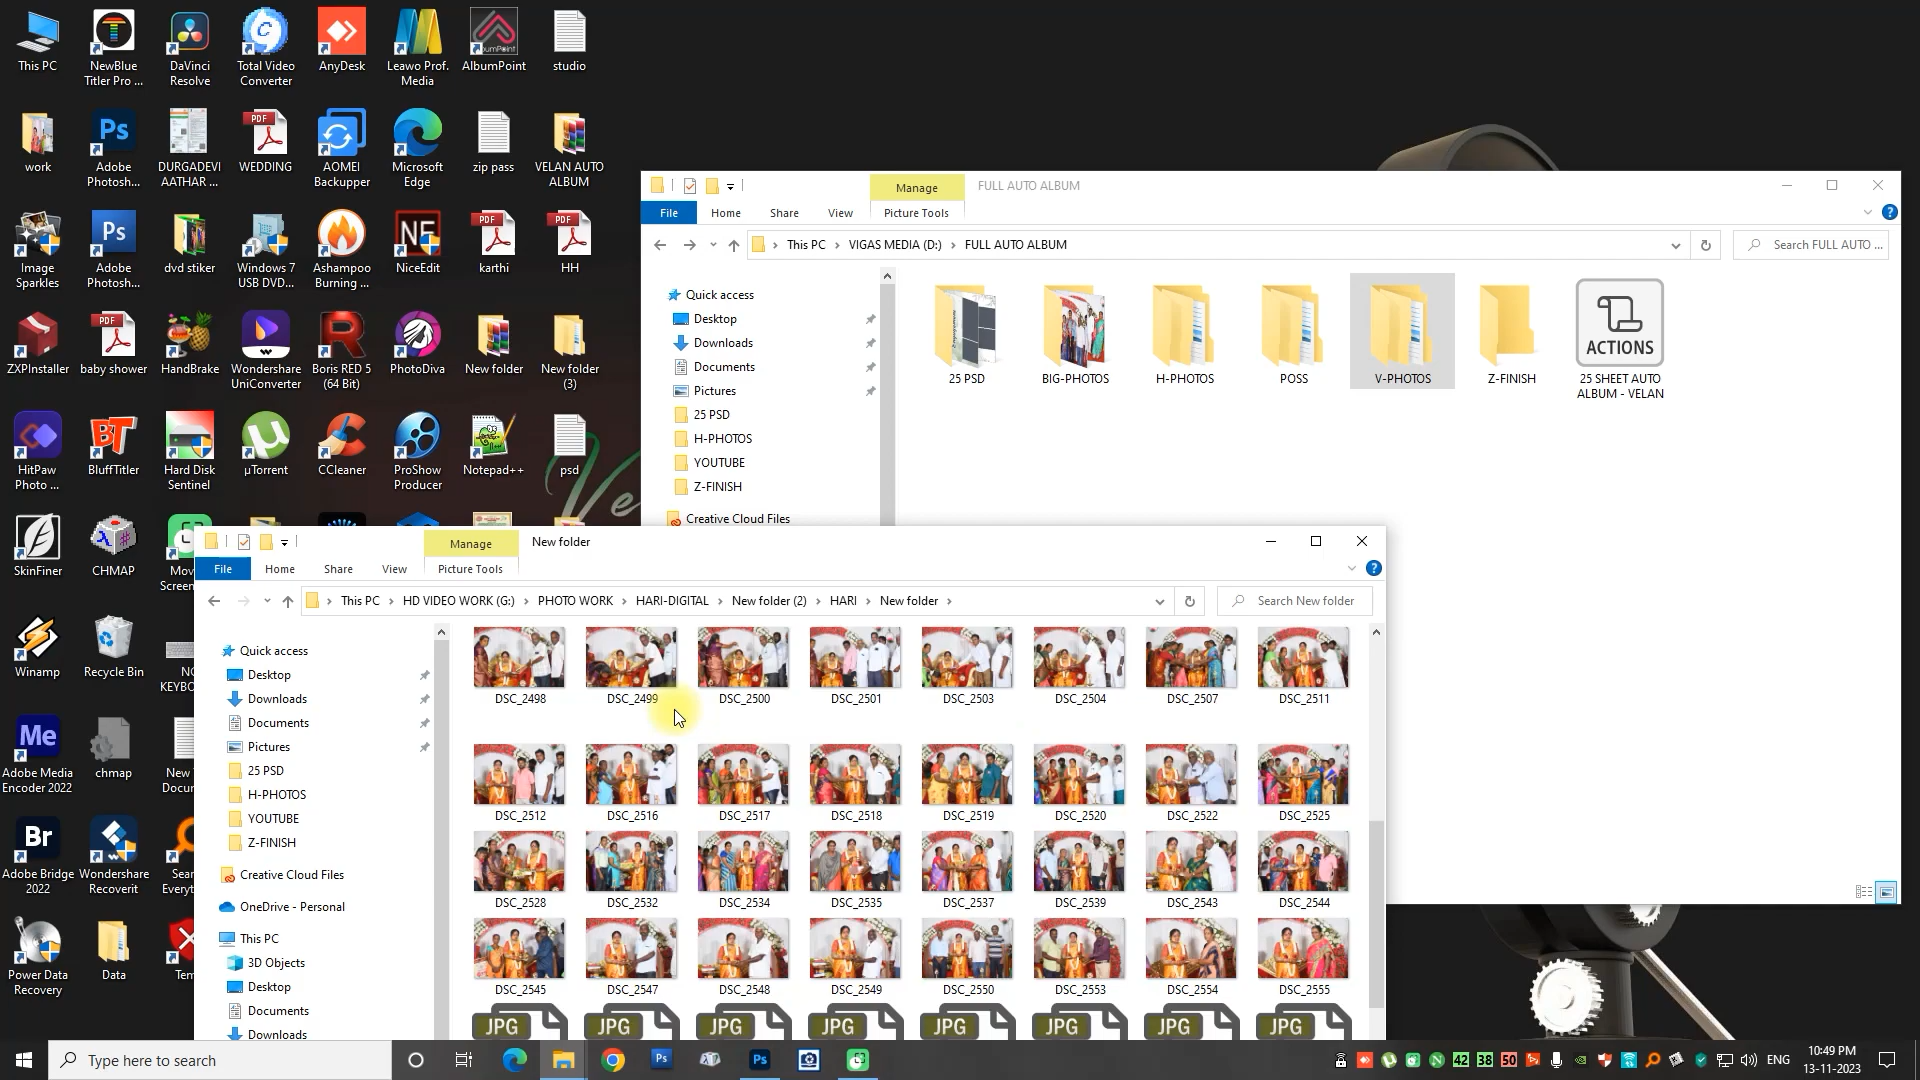 This PC
NewBlue
Titler Pro ...
DaVinci
Resolve
Total Video
Converter
AnyDesk
Leawo Prof.
Media
AlbumPoint
studio
work
Adobe
Photosh...
DURGADEVI
AATHAR ...
WEDDING
AOMEI
Backupper
Microsoft
Edge
zip pass
VELAN AUTO
ALBUM
Image
Sparkles
Adobe
Photosh...
dvd stiker
Windows 7
USB DVD...
Ashampoo
Burning ...
NiceEdit
karthi
HH
ZXPInstaller
baby shower
HandBrake
Wondershare
UniConverter
Boris RED 5
(64 Bit)
PhotoDiva
New folder
New folder
(3)
HitPaw
Photo ...
BluffTitler
Hard Disk
Sentinel
µTorrent
CCleaner
ProShow
Producer
Notepad++
psd
SkinFiner
CHMAP
Mov
Screen
Winamp
Recycle Bin
NC
KEYBO
Adobe Media
Encoder 2022
chmap
New
Docur
Adobe Bridge
2022
Wondershare
Recoverit
Sear
Everyt
Power Data
Recovery
Data
Tem
Manage
FULL AUTO ALBUM
File
Home
Share
View
Picture Tools
This PC
VIGAS MEDIA (D:)
FULL AUTO ALBUM
Search FULL AUTO ...
Quick access
Desktop
Downloads
Documents
Pictures
25 PSD
H-PHOTOS
YOUTUBE
Z-FINISH
Creative Cloud Files
25 PSD
BIG-PHOTOS
H-PHOTOS
POSS
V-PHOTOS
Z-FINISH
ACTIONS
25 SHEET AUTO
ALBUM - VELAN
Manage
New folder
File
Home
Share
View
Picture Tools
This PC
HD VIDEO WORK (G:)
PHOTO WORK
HARI-DIGITAL
New folder (2)
HARI
New folder
Search New folder
Quick access
Desktop
Downloads
Documents
Pictures
25 PSD
H-PHOTOS
YOUTUBE
Z-FINISH
Creative Cloud Files
OneDrive - Personal
This PC
3D Objects
Desktop
Documents
Downloads
DSC_2498
DSC_2499
DSC_2500
DSC_2501
DSC_2503
DSC_2504
DSC_2507
DSC_2511
DSC_2512
DSC_2516
DSC_2517
DSC_2518
DSC_2519
DSC_2520
DSC_2522
DSC_2525
DSC_2528
DSC_2532
DSC_2534
DSC_2535
DSC_2537
DSC_2539
DSC_2543
DSC_2544
DSC_2545
DSC_2547
DSC_2548
DSC_2549
DSC_2550
DSC_2553
DSC_2554
DSC_2555
JPG
JPG
JPG
JPG
JPG
JPG
JPG
JPG
Type here to search
42
38
50
ENG
10:49 PM
13-11-2023